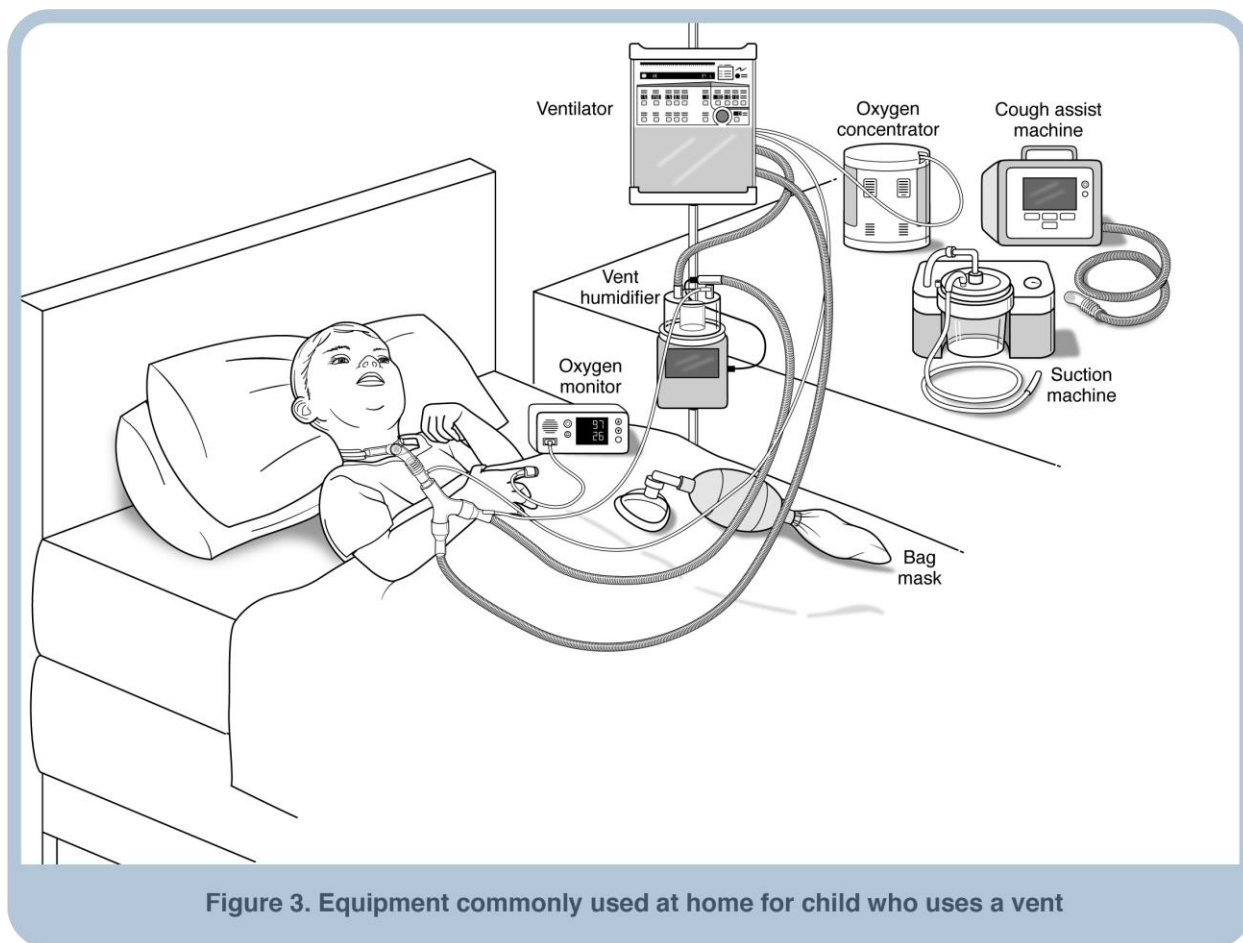 Ventilator
Oxygen
concentrator
Cough assist
machine
Vent
humidifier
Oxygen
monitor
97
26
Suction
machine
Bag
mask
Figure 3. Equipment commonly used at home for child who uses a vent